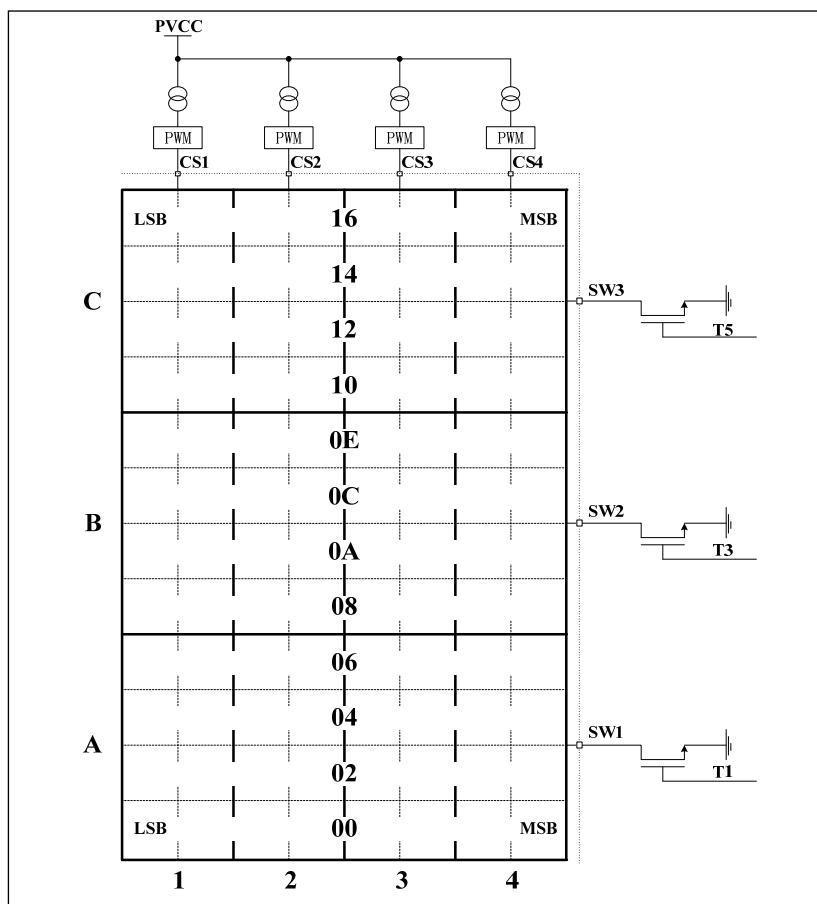 PVCC
PWM PWM PWM PWM
CS1 CS2 CS3 CS4
LSB 16 MSB
14
C SW3
12 T5
10
0E
0C
B SW2
0A T3
08
06
04
A SW1
02 T1
LSB 00 MSB
1 2 3 4